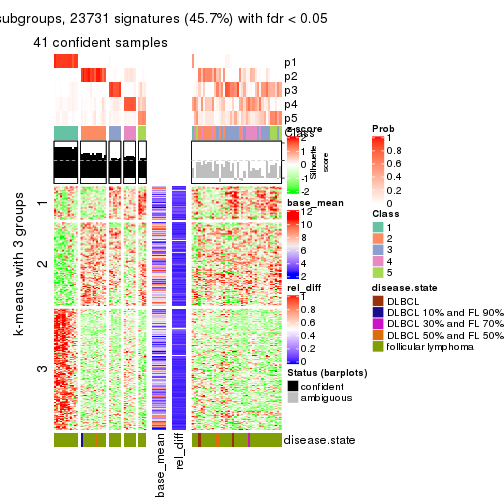 subgroups, 23731 signatures (45.7%) with fdr < 0.05
41 confident samples
p1
p2
p3
p4
p5
Class
Silhouette
score
k-means with 3 groups
1
2
3
base_mean
rel_diff
disease.state
z-score
2
1
0
-1
-2
base_mean
12
10
8
6
4
2
rel_diff
1
0.8
0.6
0.4
0.2
0
Status (barplots)
confident
ambiguous
Prob
1
0.8
0.6
0.4
0.2
0
Class
1
2
3
4
5
disease.state
DLBCL
DLBCL 10% and FL 90%
DLBCL 30% and FL 70%
DLBCL 50% and FL 50%
follicular lymphoma